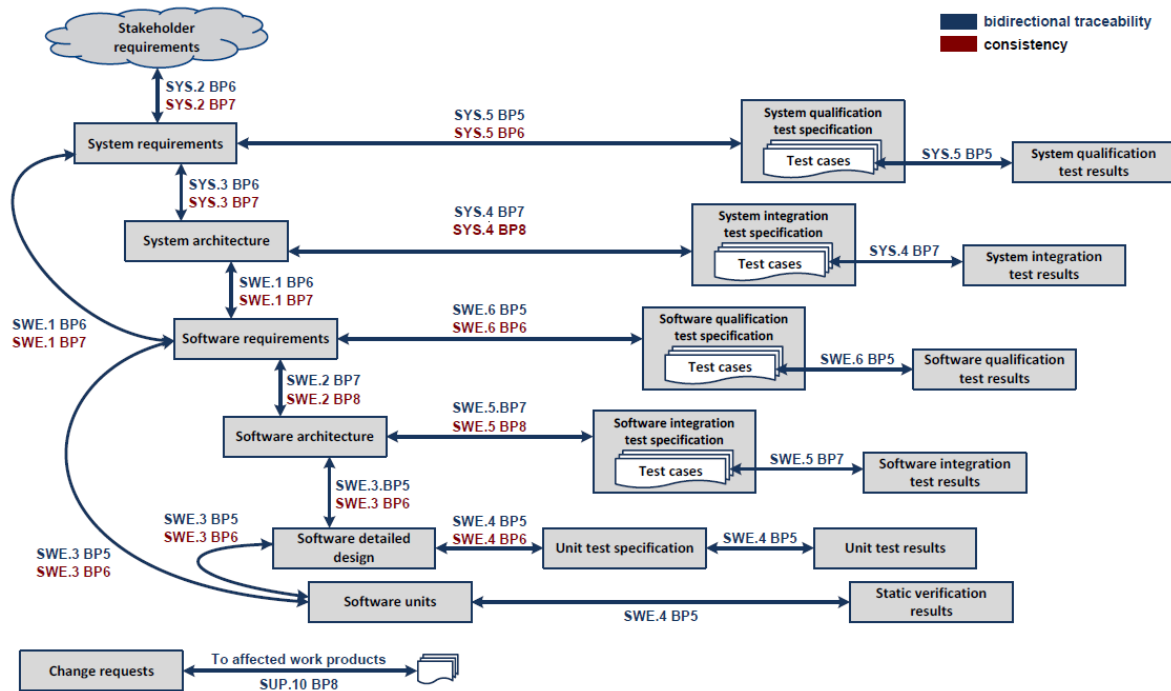 Stakeholder
requirements
bidirectional traceability
consistency
SYS.2 BP6
SYS.2 BP7
System requirements
SYS.5 BP5
SYS.5 BP6
System qualification
test specification
Test cases
SYS.5 BP5
System qualification
test results
SYS.3 BP6
SYS.3 BP7
System architecture
SYS.4 BP7
SYS.4 BP8
System integration
test specification
Test cases
SYS.4 BP7
System integration
test results
SWE.1 BP6
SWE.1 BP7
SWE.1 BP6
SWE.1 BP7
Software requirements
SWE.6 BP5
SWE.6 BP6
Software qualification
test specification
Test cases
SWE.6 BP5
Software qualification
test results
SWE.2 BP7
SWE.2 BP8
Software architecture
SWE.5.BP7
SWE.5 BP8
Software integration
test specification
Test cases
SWE.5 BP7
Software integration
test results
SWE.3.BP5
SWE.3 BP6
SWE.3 BP5
SWE.3 BP6
Software detailed
design
SWE.4 BP5
SWE.4 BP6
Unit test specification
SWE.4 BP5
Unit test results
SWE.3 BP5
SWE.3 BP6
Software units
SWE.4 BP5
Static verification
results
Change requests
To affected work products
SUP.10 BP8